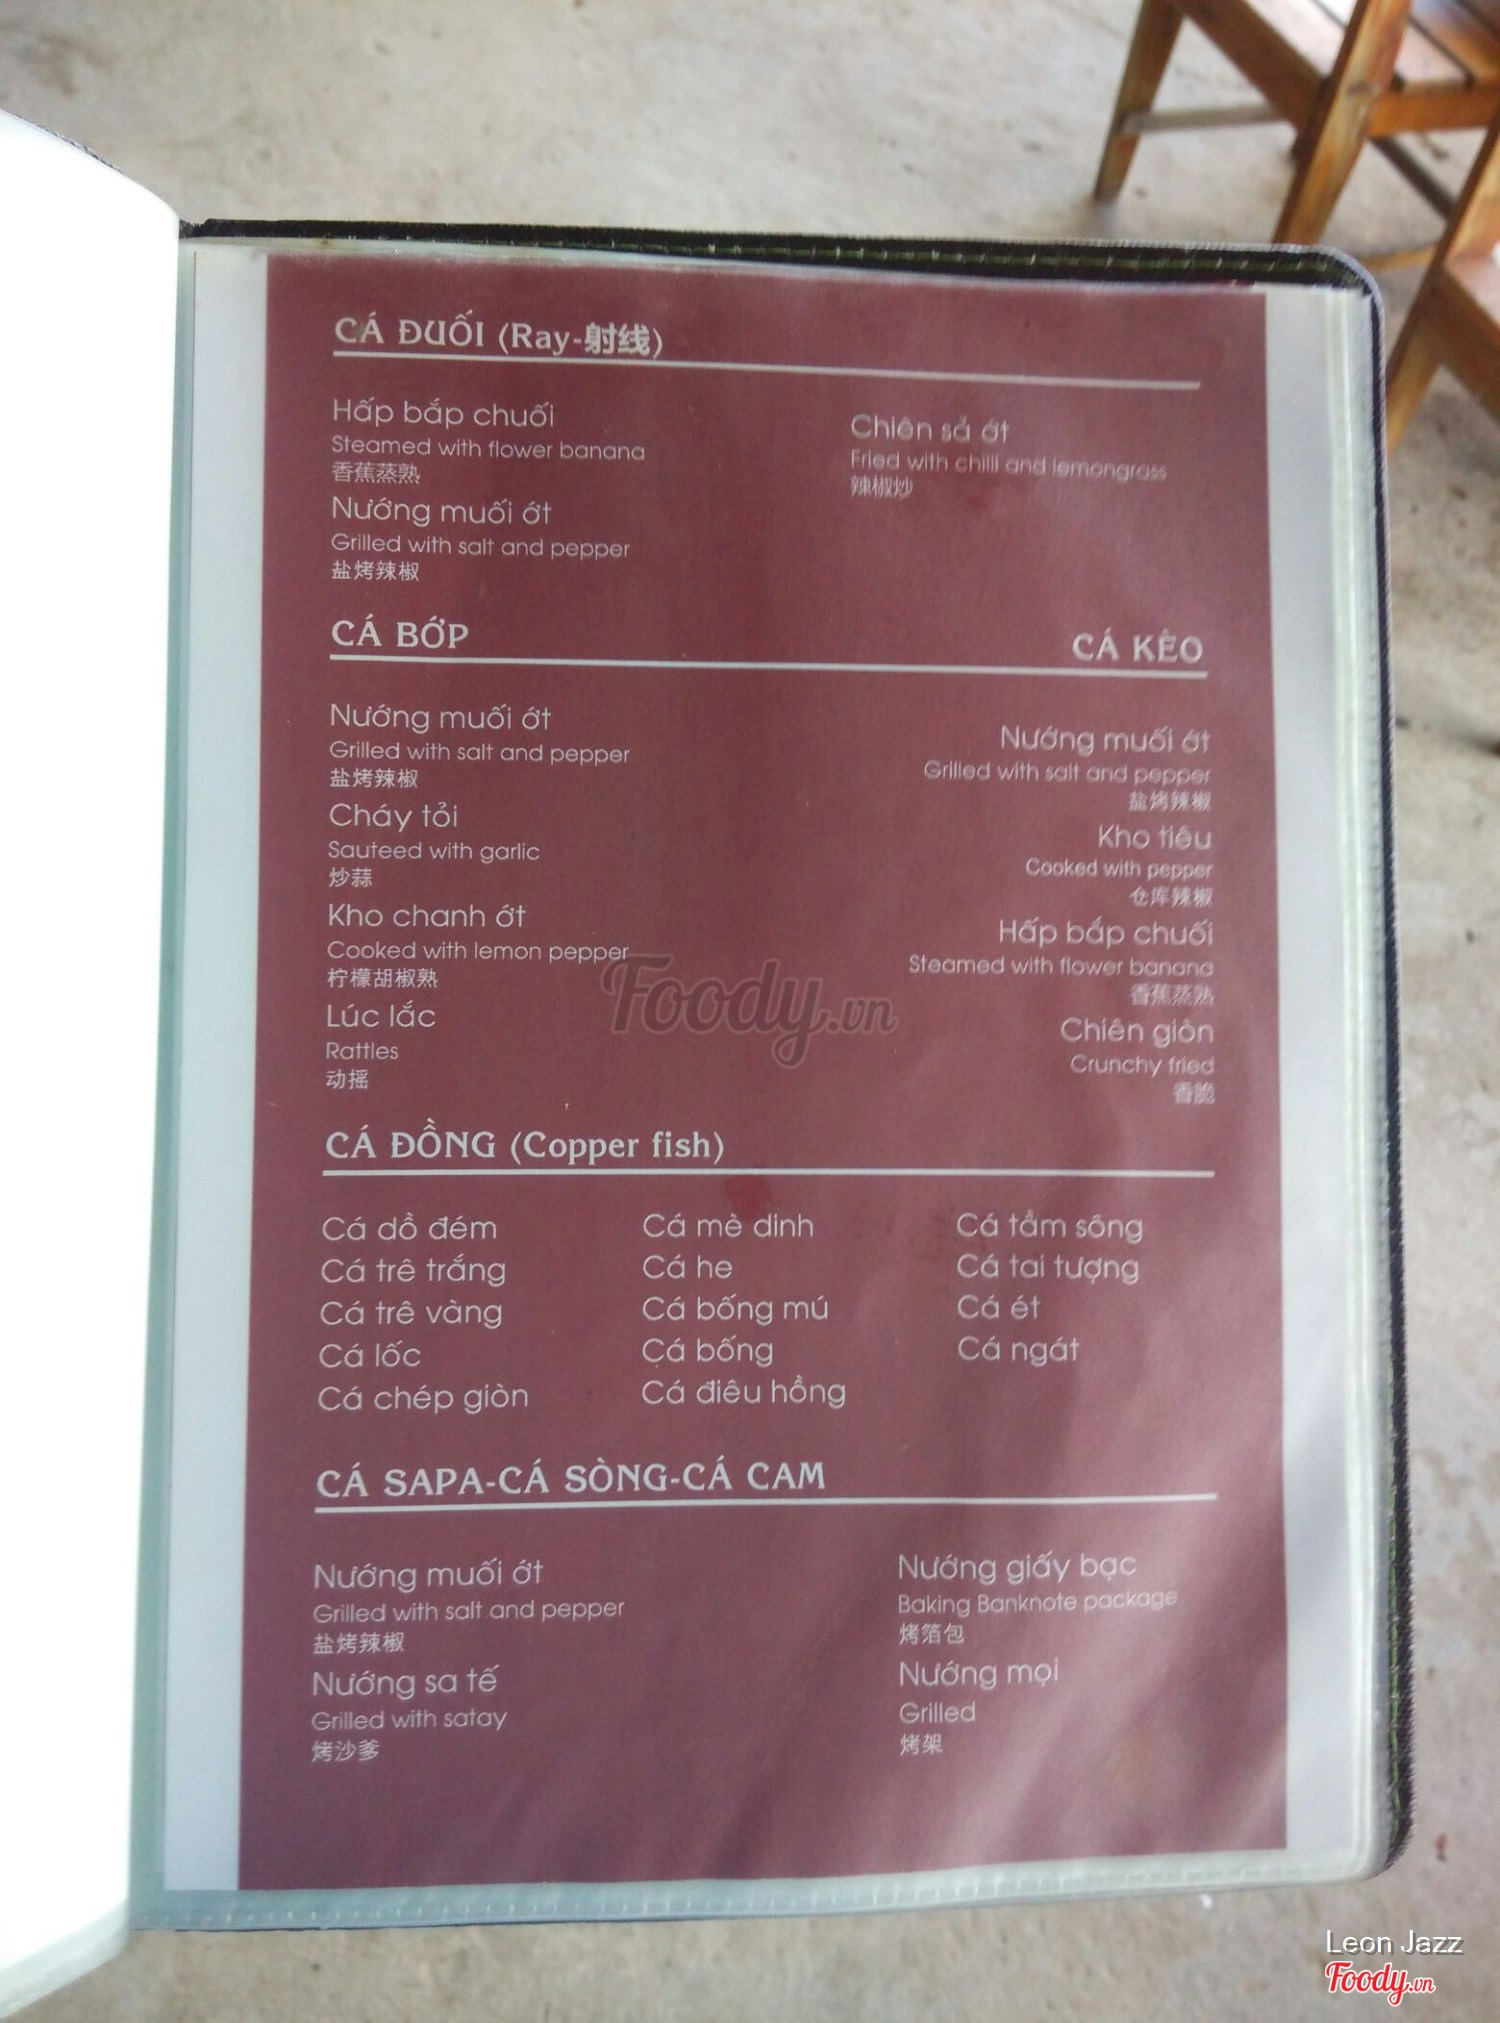 CÁ ĐUỐI (Ray-射线)
Hấp bắp chuối
Steamed with flower banana
香蕉蒸熟
Nướng muối ớt
Grilled with salt and pepper
盐烤辣椒
Chiên sả ớt
Fried with chilli and lemongrass
辣椒炒
CÁ BỚP
Nướng muối ớt
Grilled with salt and pepper
盐烤辣椒
Cháy tỏi
Sauteed with garlic
炒蒜
Kho chanh ớt
Cooked with lemon pepper
柠檬胡椒熟
Lúc lắc
Rattles
动摇
CÁ KÈO
Nướng muối ớt
Grilled with salt and pepper
盐烤辣椒
Kho tiêu
Cooked with pepper
仓库辣椒
Hấp bắp chuối
Steamed with flower banana
香蕉蒸熟
Chiên giòn
Crunchy fried
香脆
CÁ ĐỒNG (Copper fish)
Cá dồ đém
Cá trê trắng
Cá trê vàng
Cá lốc
Cá chép giòn
Cá mè dinh
Cá he
Cá bống mú
Cá bống
Cá điêu hồng
Cá tầm sông
Cá tai tượng
Cá ét
Cá ngát
CÁ SAPA-CÁ SÒNG-CÁ CAM
Nướng muối ớt
Grilled with salt and pepper
盐烤辣椒
Nướng sa tế
Grilled with satay
烤沙爹
Nướng giấy bạc
Baking Banknote package
烤箔包
Nướng mọi
Grilled
烤架
Foody.vn
Leon Jazz
Foody.vn